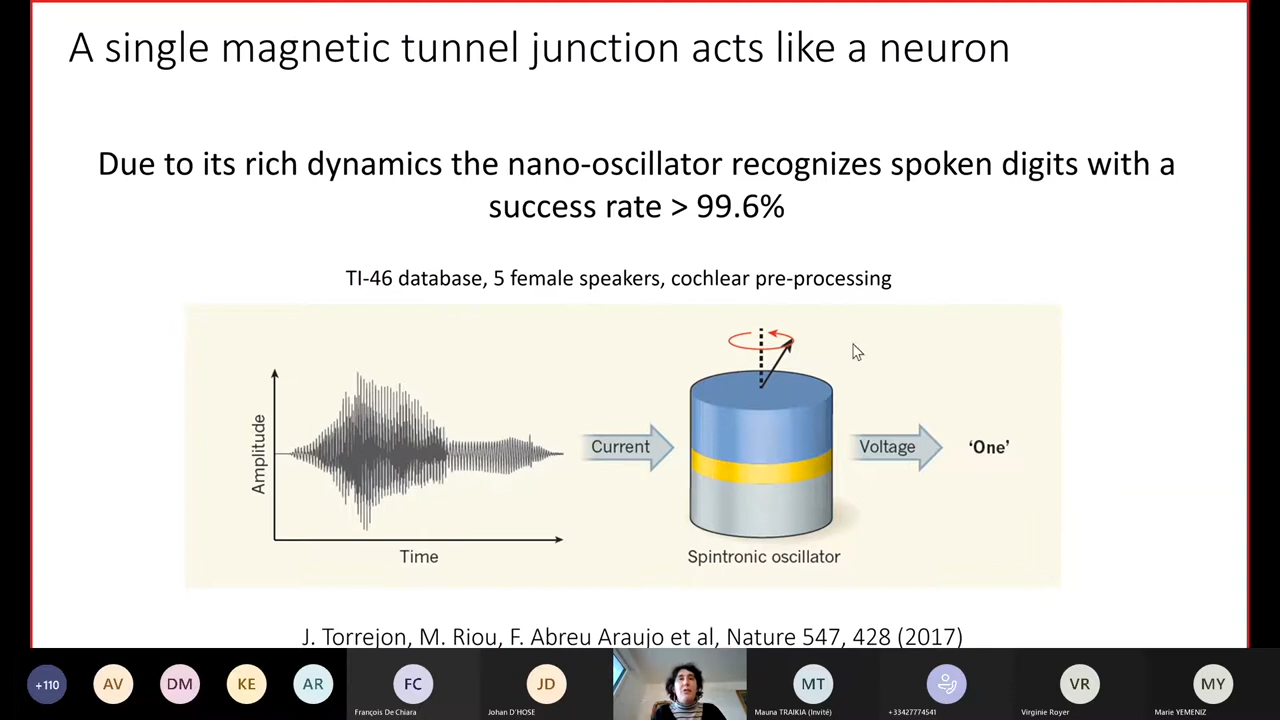 A single magnetic tunnel junction acts like a neuron
Due to its rich dynamics the nano-oscillator recognizes spoken digits with a
success rate > 99.6%
TI-46 database, 5 female speakers, cochlear pre-processing
Amplitude
Time
Current
Spintronic oscillator
Voltage
‘One’
J. Torrejon, M. Riou, F. Abreu Araujo et al, Nature 547, 428 (2017)
+110
AV
DM
KE
AR
FC
François De Chiara
JD
Johan D'HOSE
MT
Mauna TRAIKIA (Invité)
+33427774541
VR
Virginie Royer
MY
Marie YEMENIZ